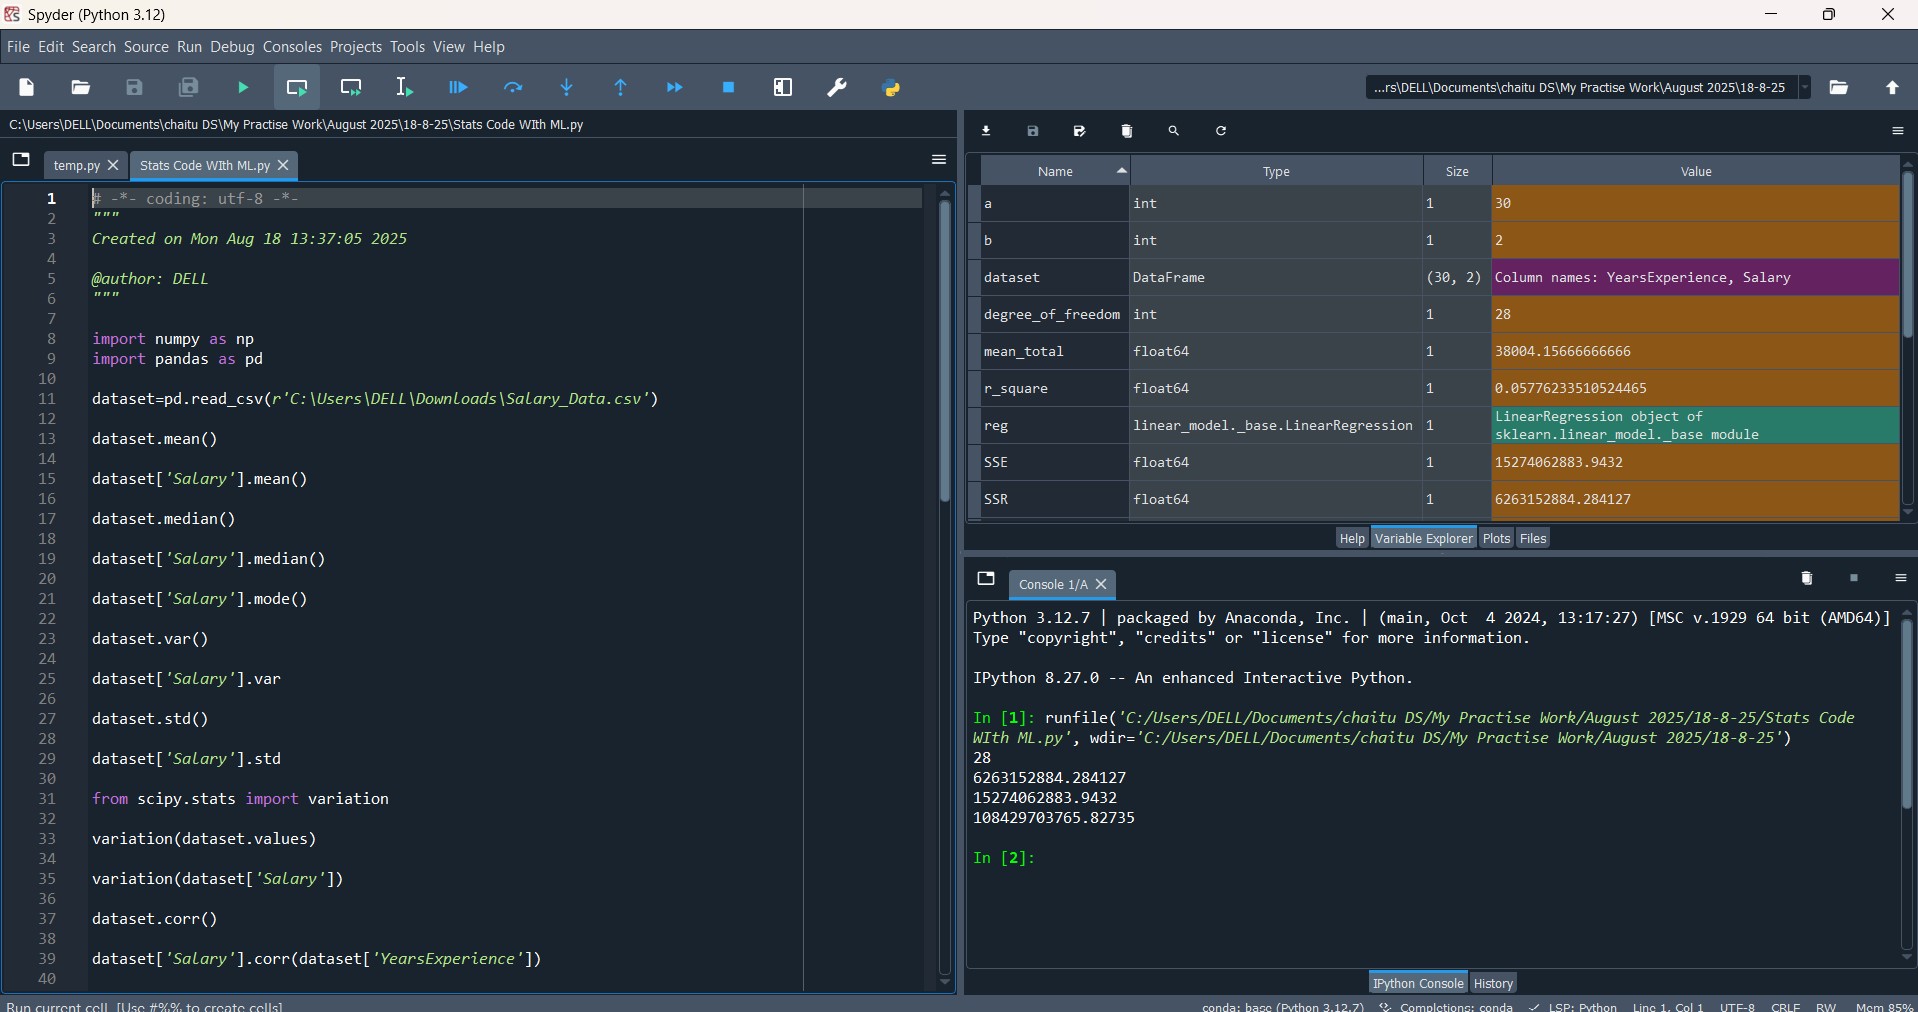 Spyder (Python 3.12)
File Edit Search Source Run Debug Consoles Projects Tools View Help
...rs\DELL\Documents\chaitu DS\My Practise Work\August 2025\18-8-25
C:\Users\DELL\Documents\chaitu DS\My Practise Work\August 2025\18-8-25\Stats Code WIth ML.py
temp.py
Stats Code WIth ML.py
1 # -*- coding: utf-8 -*-
2 """
3 Created on Mon Aug 18 13:37:05 2025
4
5 @author: DELL
6 """
7
8 import numpy as np
9 import pandas as pd
10
11 dataset=pd.read_csv(r'C:\Users\DELL\Downloads\Salary_Data.csv')
12
13 dataset.mean()
14
15 dataset['Salary'].mean()
16
17 dataset.median()
18
19 dataset['Salary'].median()
20
21 dataset['Salary'].mode()
22
23 dataset.var()
24
25 dataset['Salary'].var
26
27 dataset.std()
28
29 dataset['Salary'].std
30
31 from scipy.stats import variation
32
33 variation(dataset.values)
34
35 variation(dataset['Salary'])
36
37 dataset.corr()
38
39 dataset['Salary'].corr(dataset['YearsExperience'])
40
Name Type Size Value
a int 1 30
b int 1 2
dataset DataFrame (30, 2) Column names: YearsExperience, Salary
degree_of_freedom int 1 28
mean_total float64 1 38004.15666666666
r_square float64 1 0.05776233510524465
reg linear_model._base.LinearRegression 1 LinearRegression object of
sklearn.linear_model._base module
SSE float64 1 15274062883.9432
SSR float64 1 6263152884.284127
Help Variable Explorer Plots Files
Console 1/A
Python 3.12.7 | packaged by Anaconda, Inc. | (main, Oct  4 2024, 13:17:27) [MSC v.1929 64 bit (AMD64)]
Type "copyright", "credits" or "license" for more information.
IPython 8.27.0 -- An enhanced Interactive Python.
In [1]: runfile('C:/Users/DELL/Documents/chaitu DS/My Practise Work/August 2025/18-8-25/Stats Code
WIth ML.py', wdir='C:/Users/DELL/Documents/chaitu DS/My Practise Work/August 2025/18-8-25')
28
6263152884.284127
15274062883.9432
108429703765.82735
In [2]:
IPython Console History
Run current cell [Use #%% to create cells]
conda: base (Python 3.12.7) Completions: conda LSP: Python Line 1, Col 1 UTF-8 CRLF RW Mem 85%